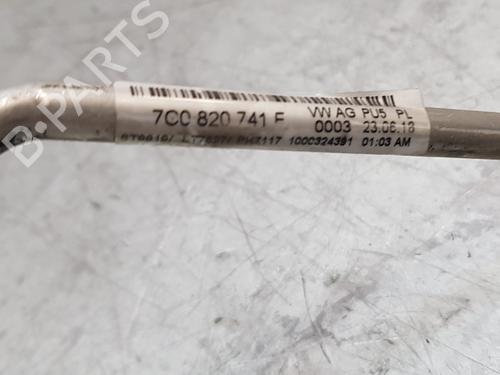 B-PARTS
7C0 820 741 F VW AG PU5 PL
0003 23.06.18
1000324391 01:03 AM